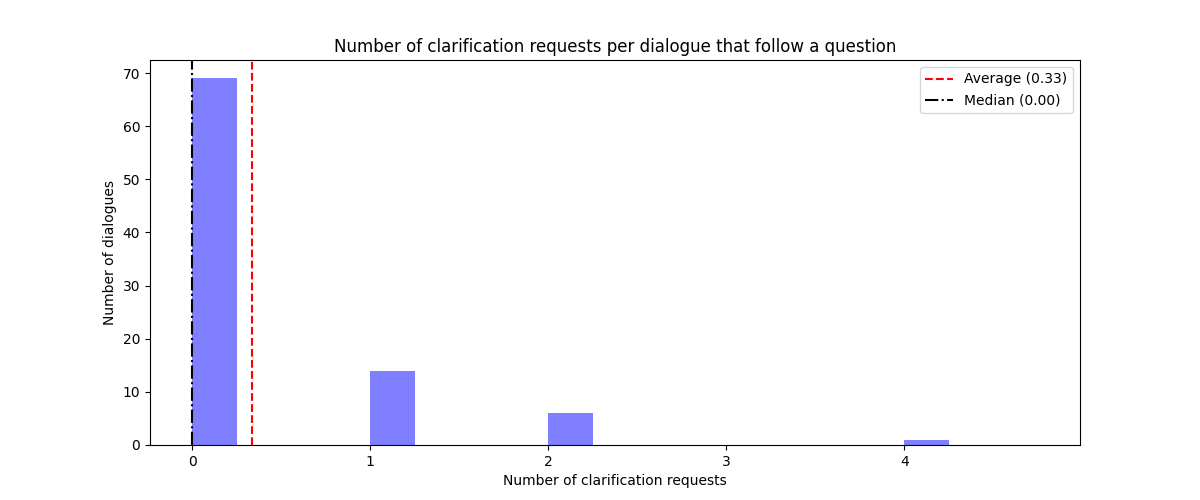 Number of clarification requests per dialogue that follow a question
Average (0.33)
Median (0.00)
Number of dialogues
70
60
50
40
30
20
10
0
0 1 2 3 4
Number of clarification requests